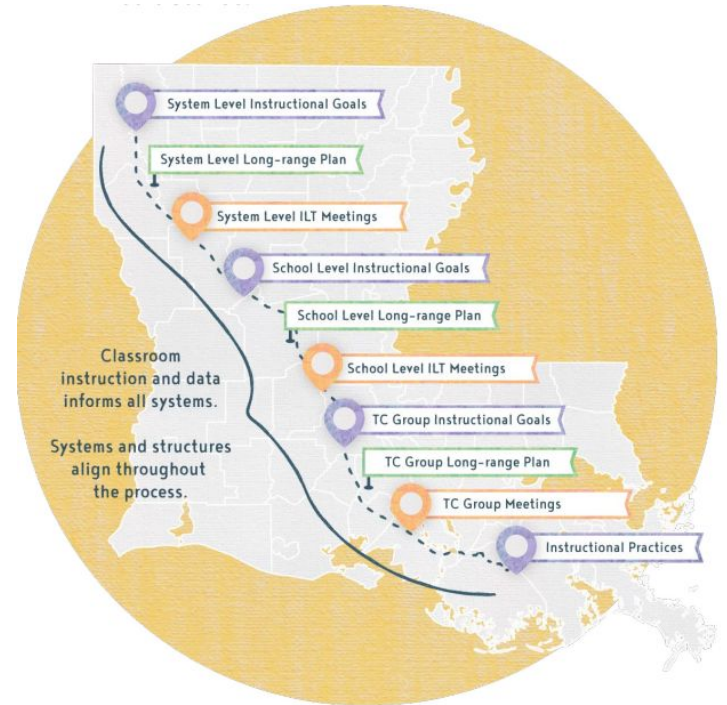 System Level Instructional Goals
System Level Long-range Plan
System Level ILT Meetings
School Level Instructional Goals
School Level Long-range Plan
School Level ILT Meetings
TC Group Instructional Goals
TC Group Long-range Plan
TC Group Meetings
Instructional Practices
Classroom
instruction and data
informs all systems.
Systems and structures
align throughout
the process.